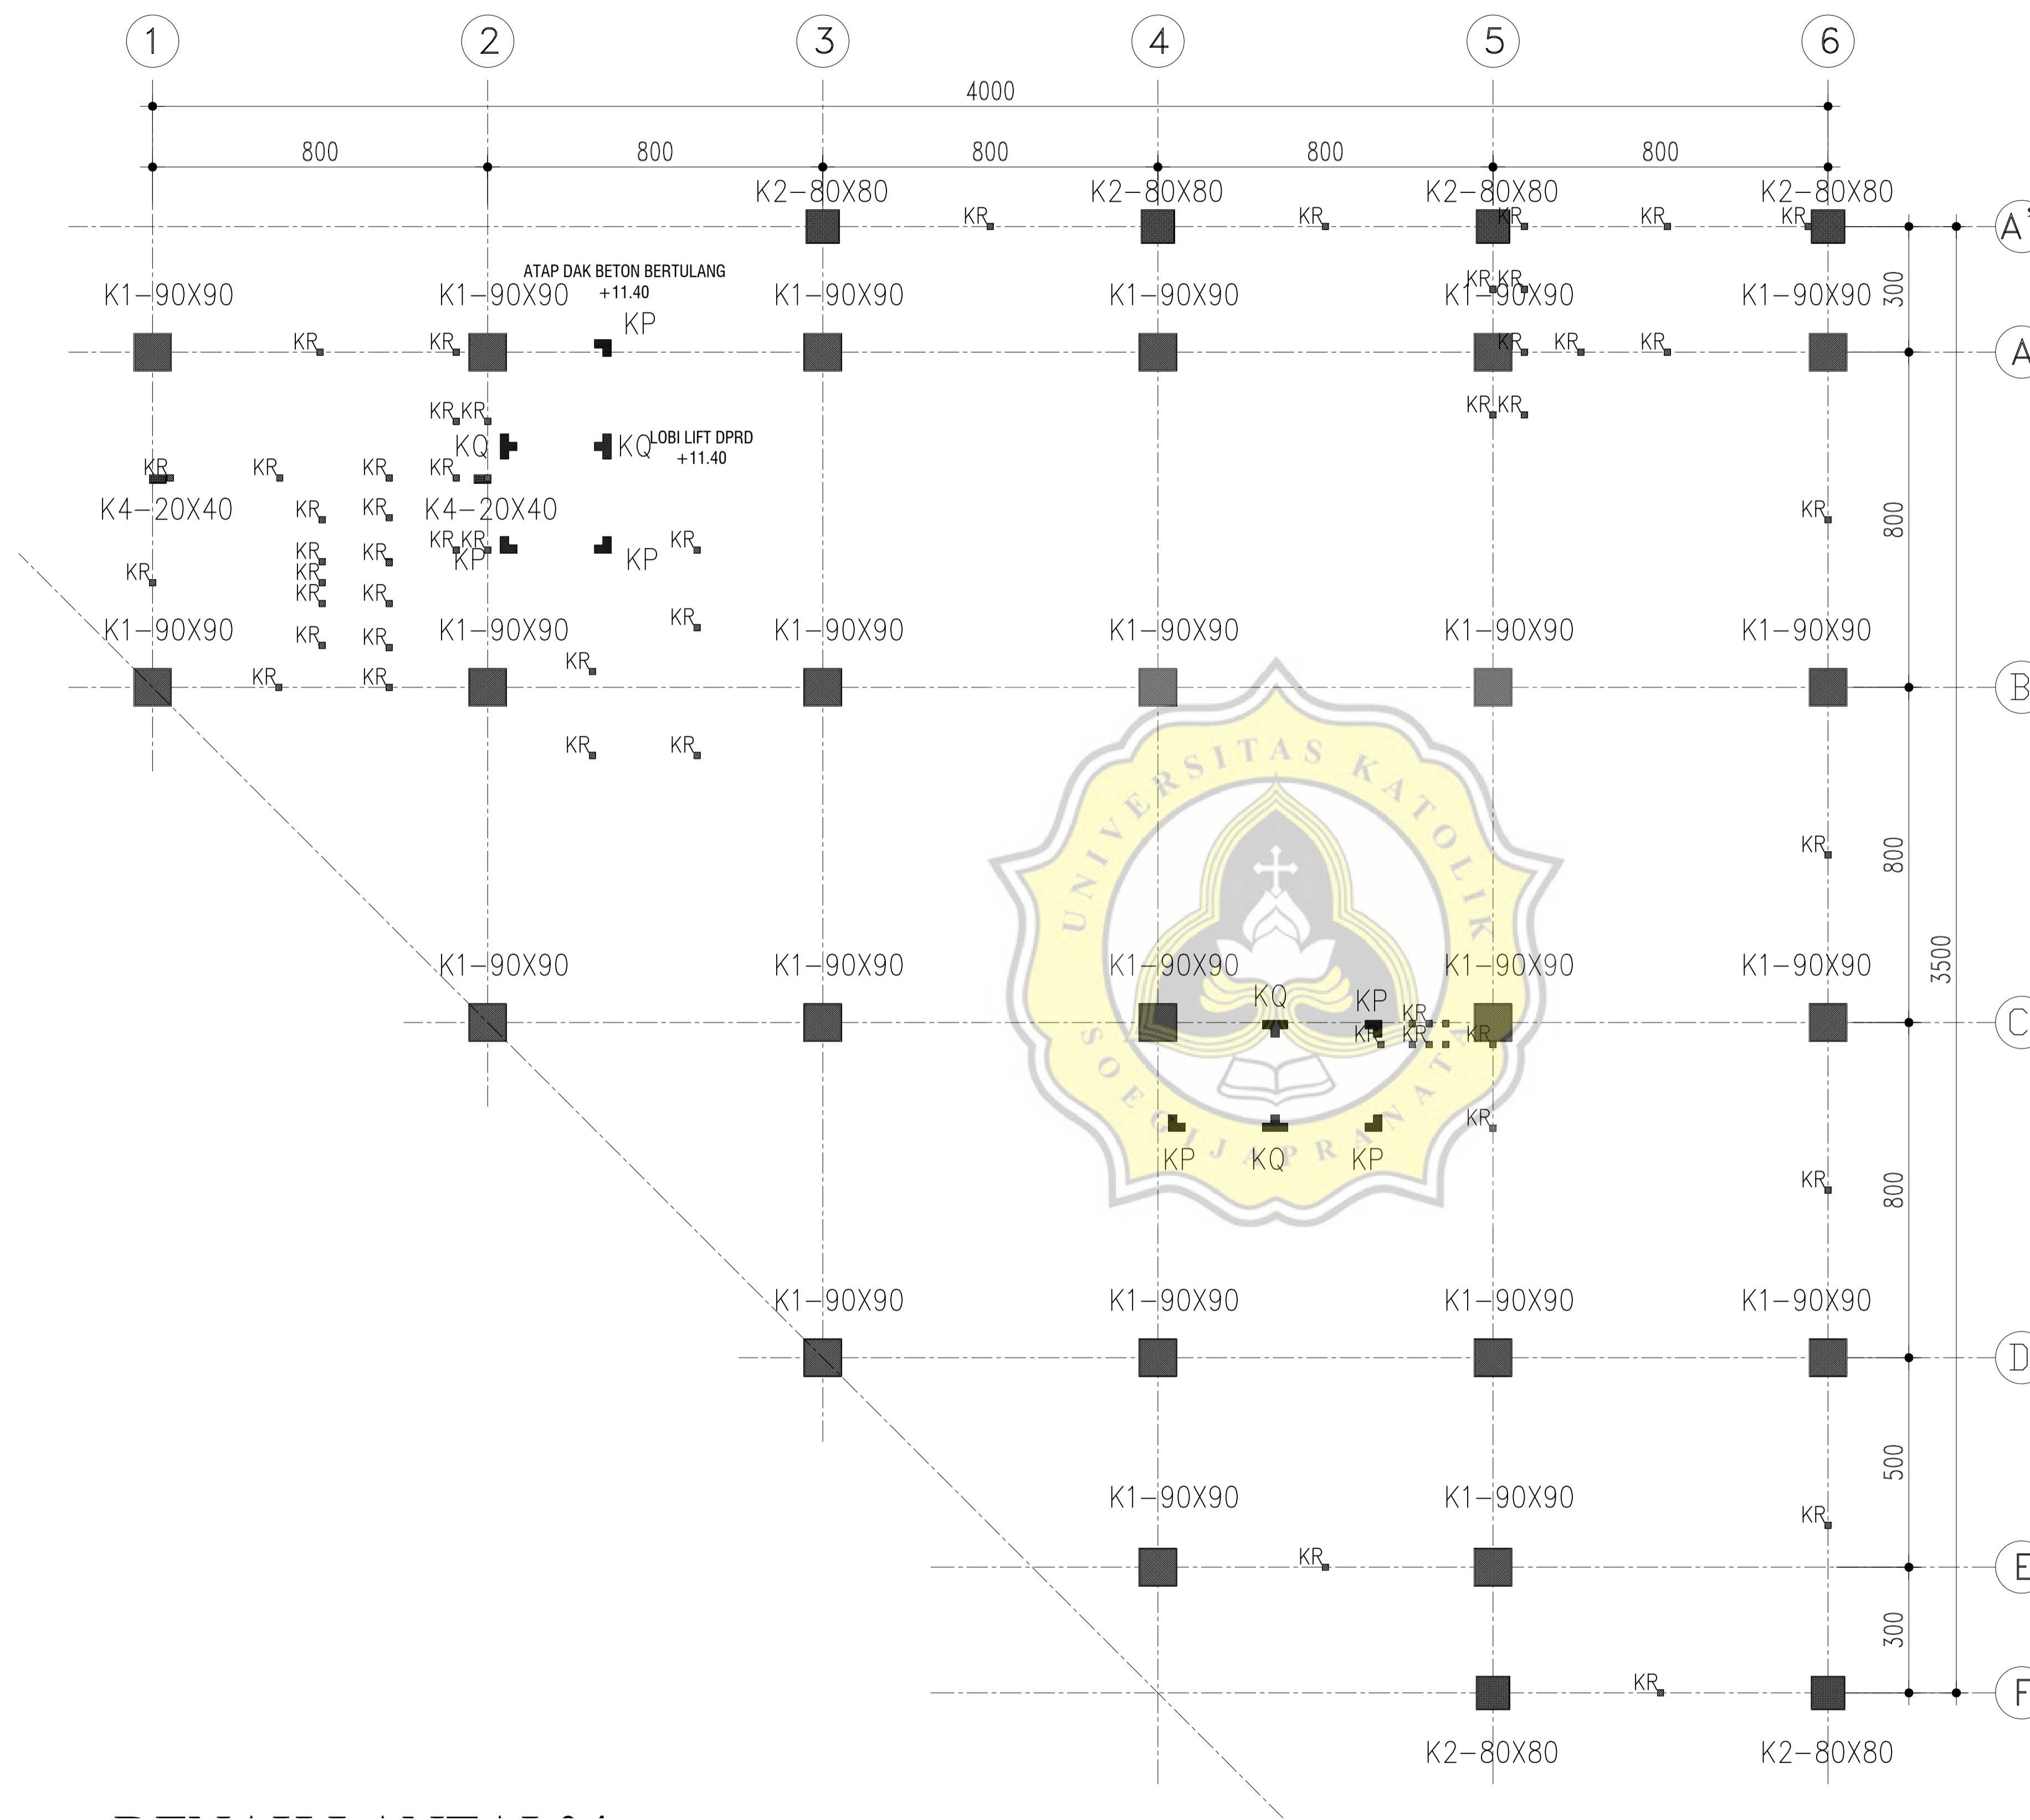 1 2 3 4 5 6
4000
800 800 800 800 800
K2-80X80 K2-80X80 K2-80X80 K2-80X80
KR KR KR KR KR A'
ATAP DAK BETON BERTULANG
+11.40
KR KR
K1-90X90 K1-90X90 K1-90X90 K1-90X90 K1-90X90 K1-90X90 300
KP
KR KR KR KR KR A
KR KR KR KR
KQ KQ LOBI LIFT DPRD
+11.40
KR KR KR KR
K4-20X40 K4-20X40
KR KR KR 800
KR KR KR KR KR
KP KP
KR KR
KR KR
KR
K1-90X90 K1-90X90 K1-90X90 K1-90X90 K1-90X90 K1-90X90
KR KR
KR
KR KR B
KR KR
UNIVERSITAS KATOLIK
KR 800
3500
K1-90X90 K1-90X90 K1-90X90 K1-90X90 K1-90X90
KQ KP
KR
KR KR KR C
SOEGIJAPRANATA
KR
KP KQ KP
KR 800
K1-90X90 K1-90X90 K1-90X90 K1-90X90
D
500
K1-90X90 K1-90X90
KR
KR E
300
KR F
K2-80X80 K2-80X80